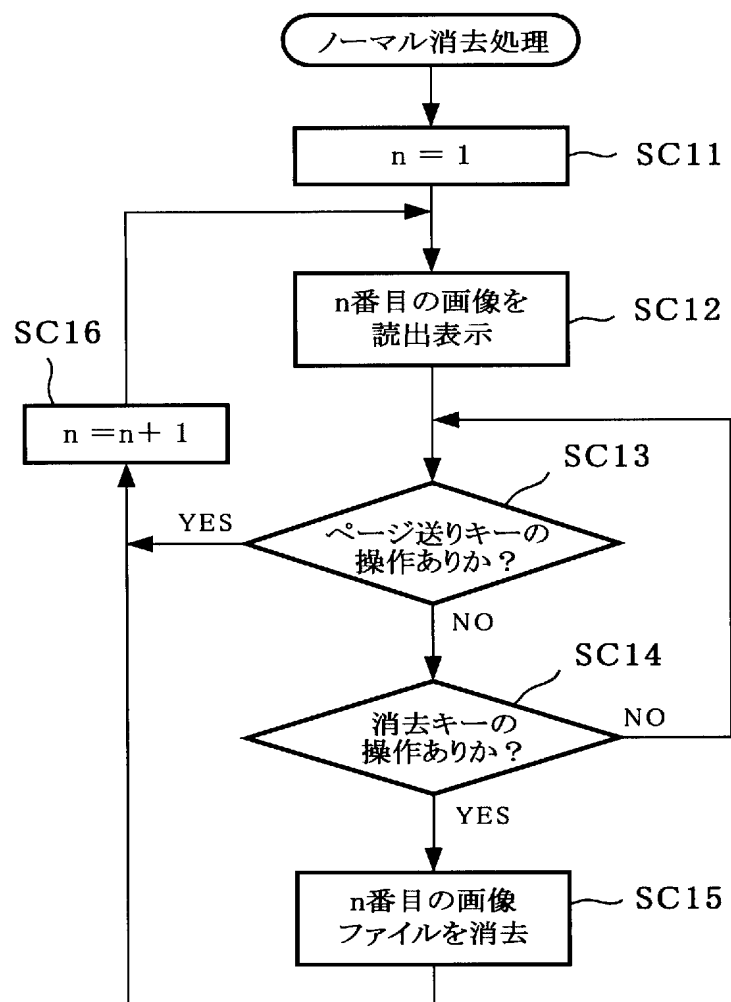 ノーマル消去処理
n = 1
SC11
n番目の画像を
読出表示
SC12
SC16
n =n+ 1
SC13
YES
ページ送りキーの
操作ありか？
NO
SC14
消去キーの
操作ありか？
NO
YES
n番目の画像
ファイルを消去
SC15